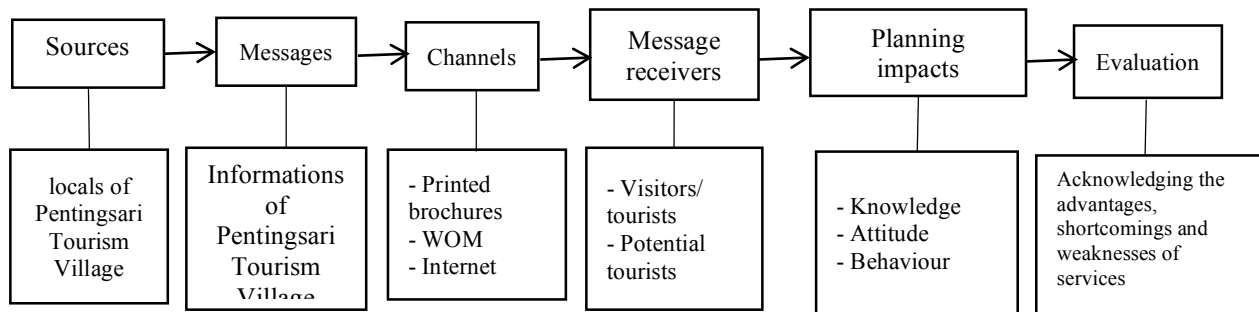 Sources
Messages
Channels
Message
receivers
Planning
impacts
Evaluation
locals of
Pentingsari
Tourism
Village
Informations
of
Pentingsari
Tourism
Village
- Printed
brochures
- WOM
- Internet
- Visitors/
tourists
- Potential
tourists
- Knowledge
- Attitude
- Behaviour
Acknowledging the
advantages,
shortcomings and
weaknesses of
services